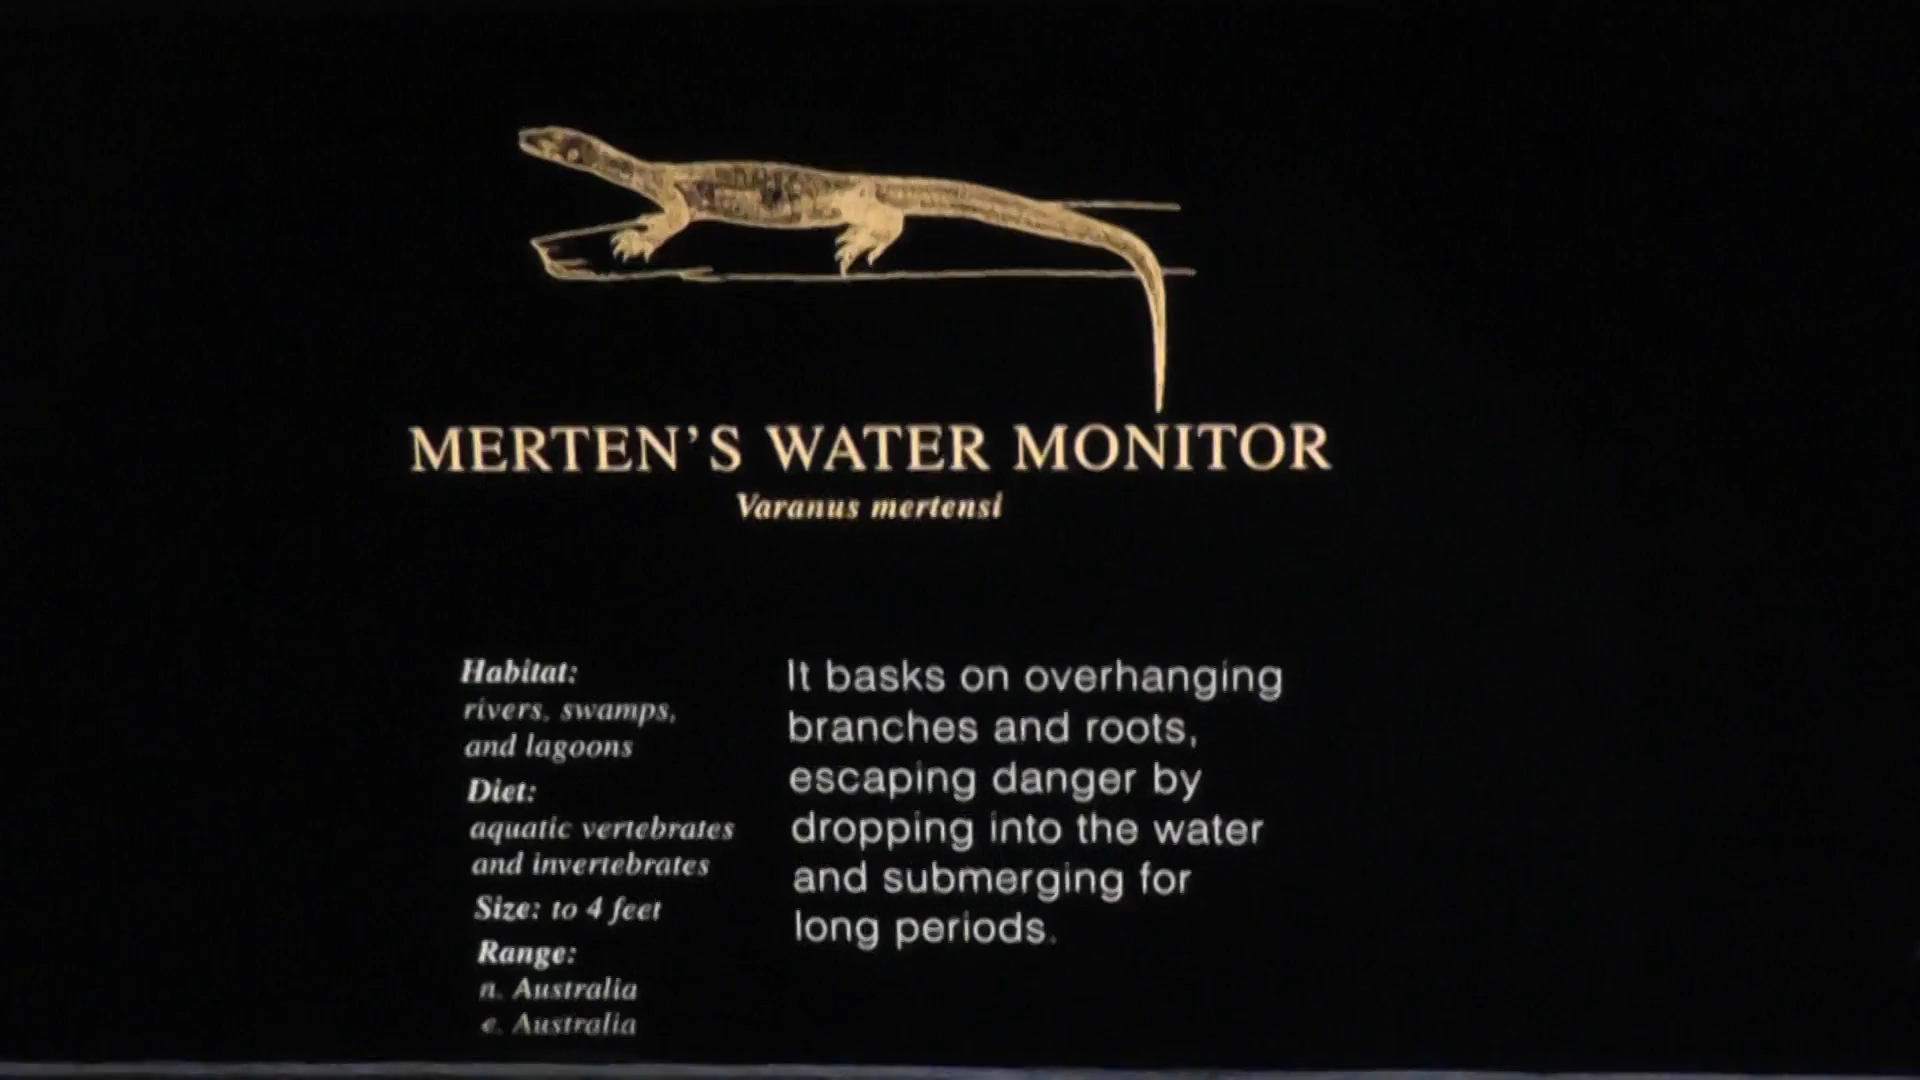 MERTEN'S WATER MONITOR
Varanus mertensi
Habitat:
rivers, swamps,
and lagoons
Diet:
aquatic vertebrates
and invertebrates
Size: to 4 feet
Range:
n. Australia
e. Australia
It basks on overhanging
branches and roots,
escaping danger by
dropping into the water
and submerging for
long periods.